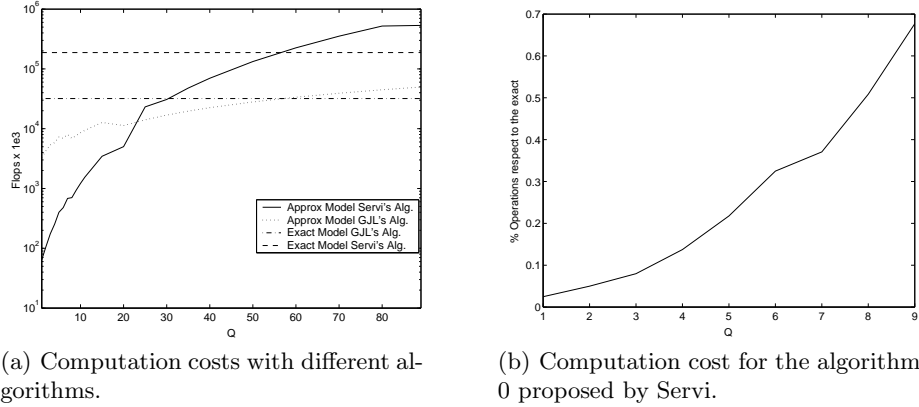 10^6
10^5
10^4
10^3
10^2
10^1
Flops x 1e3
Approx Model Servi's Alg.
Approx Model GJL's Alg.
Exact Model GJL's Alg.
Exact Model Servi's Alg.
10 20 30 40 50 60 70 80
Q
(a) Computation costs with different al-
gorithms.
0.7
0.6
0.5
0.4
0.3
0.2
0.1
0
% Operations respect to the exact
1 2 3 4 5 6 7 8 9
Q
(b) Computation cost for the algorithm
0 proposed by Servi.